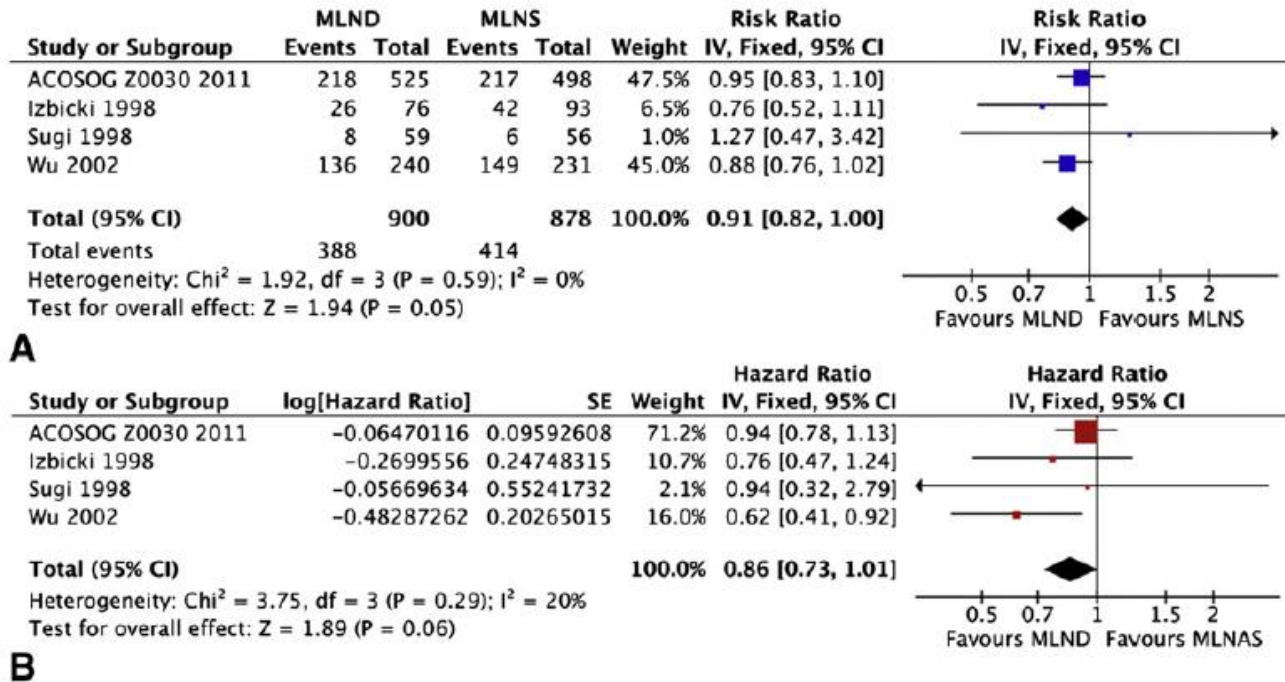 MLND MLNS Risk Ratio Risk Ratio
Study or Subgroup Events Total Events Total Weight IV, Fixed, 95% CI IV, Fixed, 95% CI
ACOSOG Z0030 2011 218 525 217 498 47.5% 0.95 [0.83, 1.10]
Izbicki 1998 26 76 42 93 6.5% 0.76 [0.52, 1.11]
Sugi 1998 8 59 6 56 1.0% 1.27 [0.47, 3.42]
Wu 2002 136 240 149 231 45.0% 0.88 [0.76, 1.02]
Total (95% CI) 900 878 100.0% 0.91 [0.82, 1.00]
Total events 388 414
Heterogeneity: Chi² = 1.92, df = 3 (P = 0.59); I² = 0%
Test for overall effect: Z = 1.94 (P = 0.05)
0.5 0.7 1 1.5 2
Favours MLND Favours MLNS
A
Hazard Ratio Hazard Ratio
Study or Subgroup log[Hazard Ratio] SE Weight IV, Fixed, 95% CI IV, Fixed, 95% CI
ACOSOG Z0030 2011 -0.06470116 0.09592608 71.2% 0.94 [0.78, 1.13]
Izbicki 1998 -0.2699556 0.24748315 10.7% 0.76 [0.47, 1.24]
Sugi 1998 -0.05669634 0.55241732 2.1% 0.94 [0.32, 2.79]
Wu 2002 -0.48287262 0.20265015 16.0% 0.62 [0.41, 0.92]
Total (95% CI) 100.0% 0.86 [0.73, 1.01]
Heterogeneity: Chi² = 3.75, df = 3 (P = 0.29); I² = 20%
Test for overall effect: Z = 1.89 (P = 0.06)
0.5 0.7 1 1.5 2
Favours MLND Favours MLNAS
B